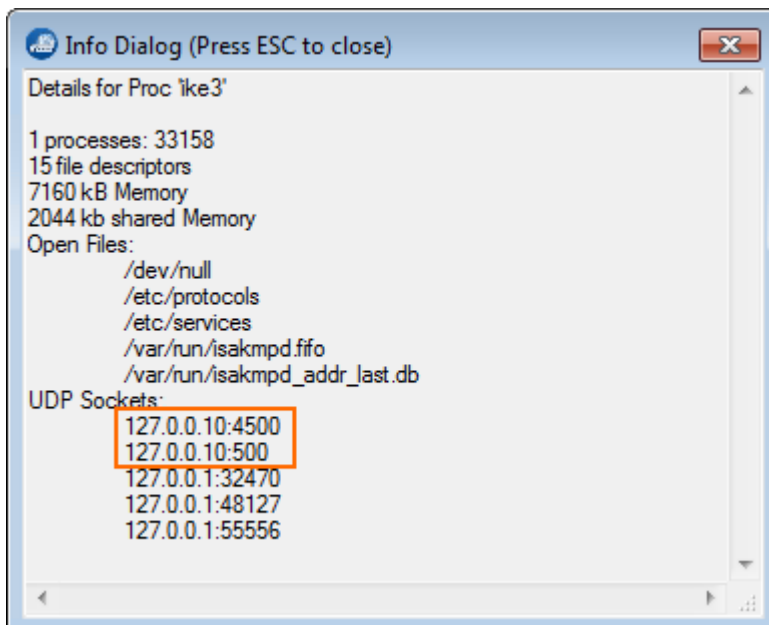 Info Dialog (Press ESC to close)
Details for Proc 'ike3'
1 processes: 33158
15 file descriptors
7160 kB Memory
2044 kb shared Memory
Open Files:
/dev/null
/etc/protocols
/etc/services
/var/run/isakmpd.fifo
/var/run/isakmpd_addr_last.db
UDP Sockets:
127.0.0.10:4500
127.0.0.10:500
127.0.0.1:32470
127.0.0.1:48127
127.0.0.1:55556